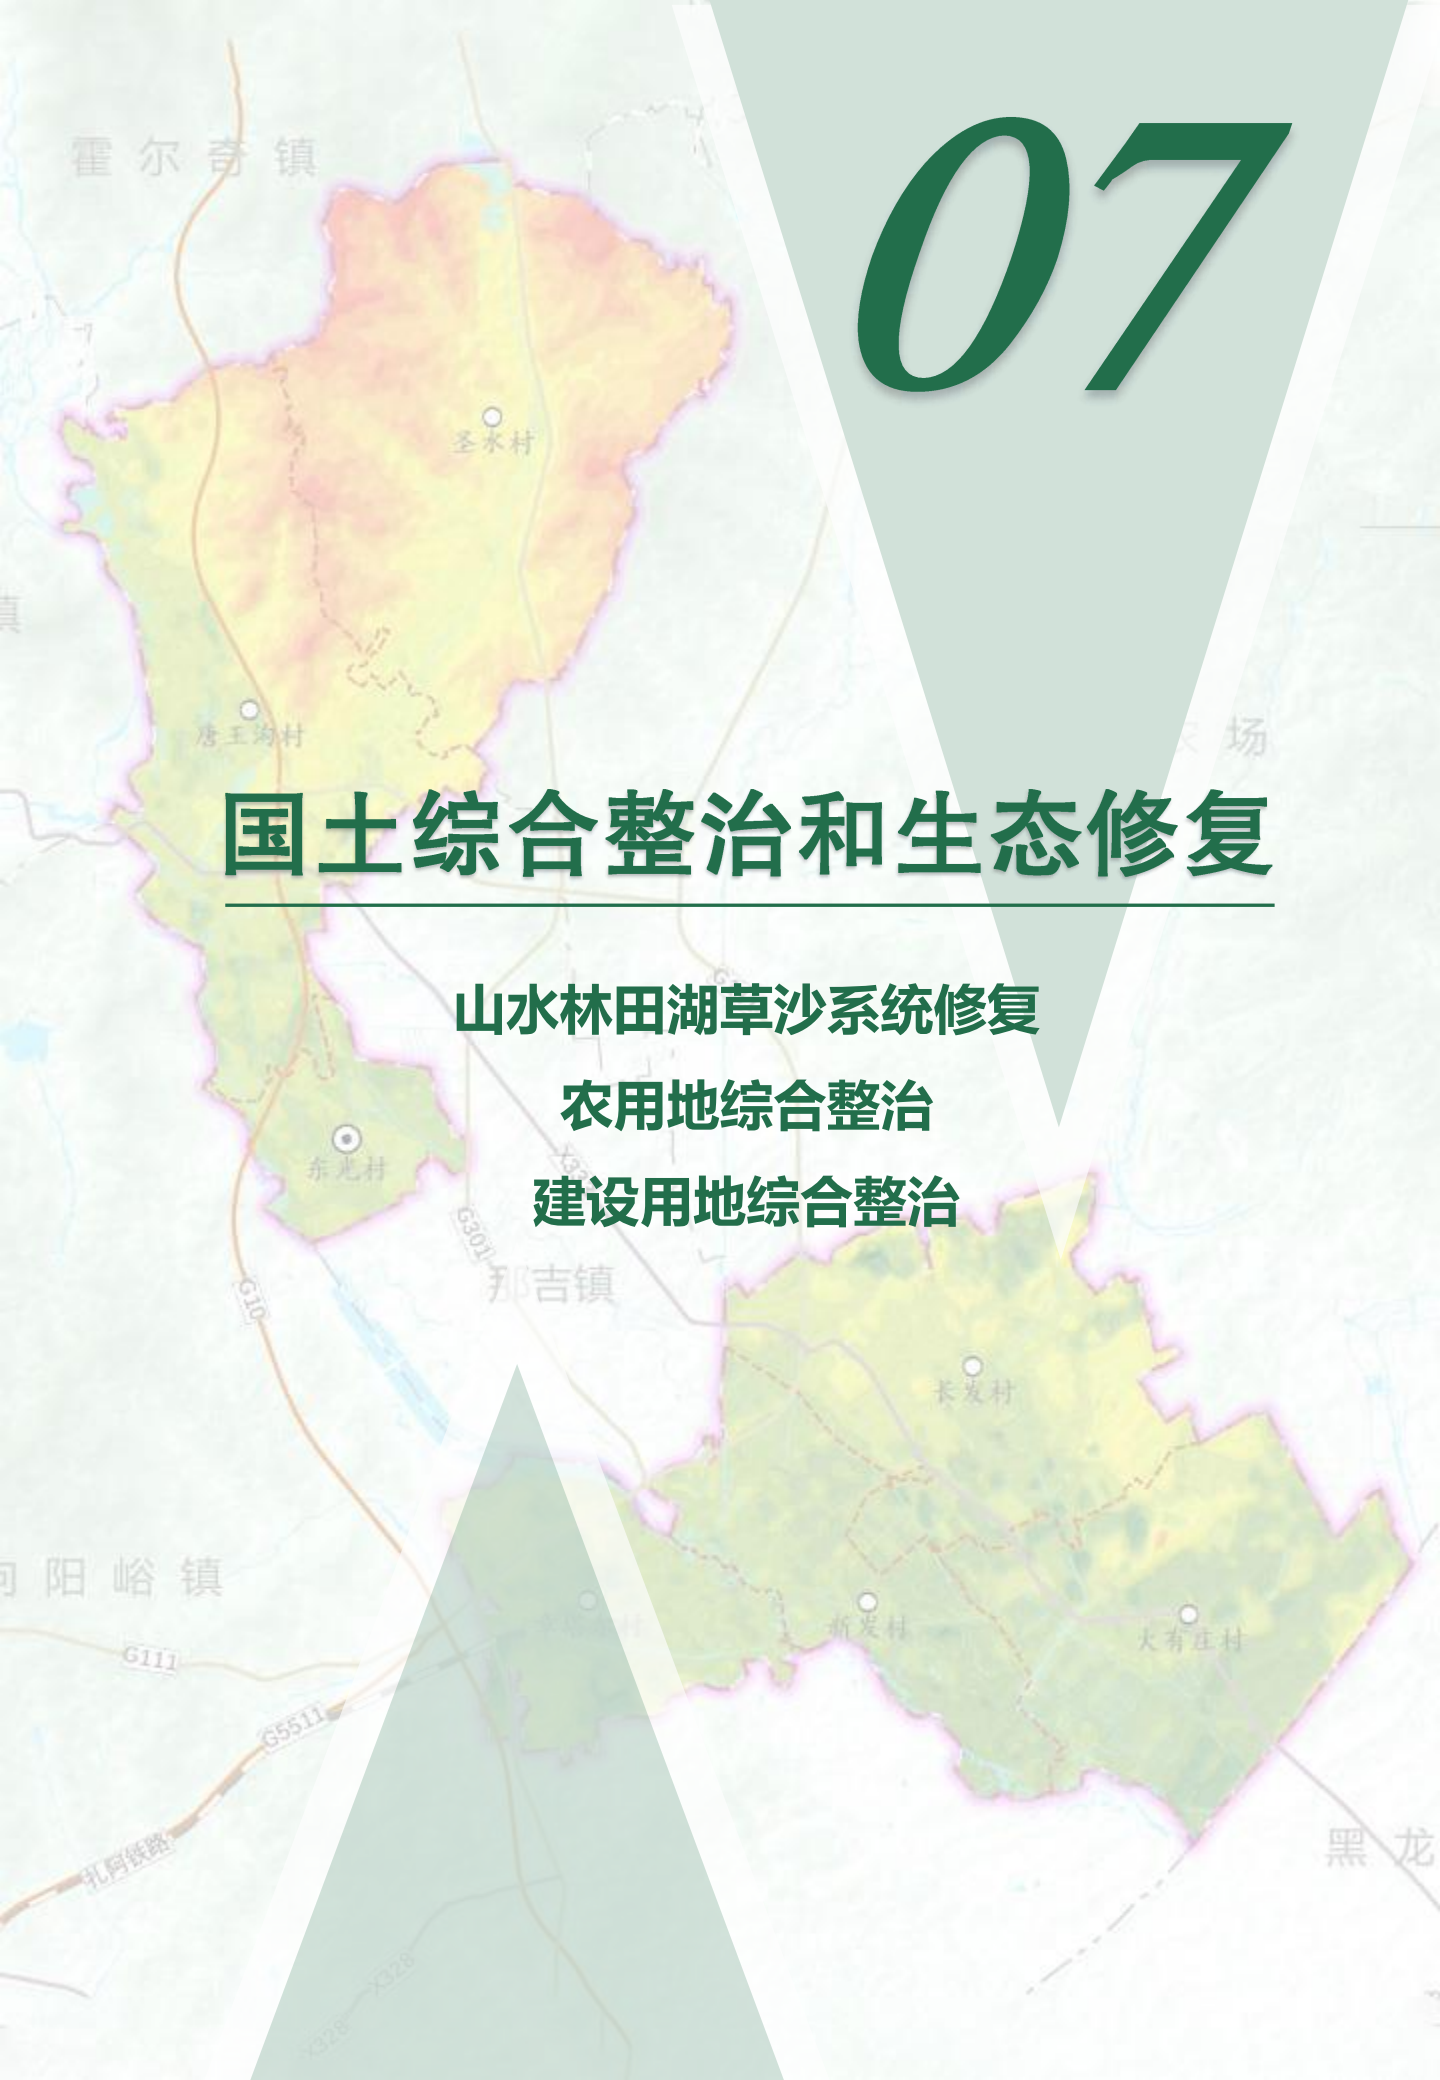 07
霍尔奇镇
圣水村
镇
唐王沟村
场
国土综合整治和生态修复
山水林田湖草沙系统修复
农用地综合整治
建设用地综合整治
东光村
G301
那吉镇
G10
长发村
向阳峪镇
新发村
大有庄村
G111
G5511
扎阿铁路
黑龙
X328
X328